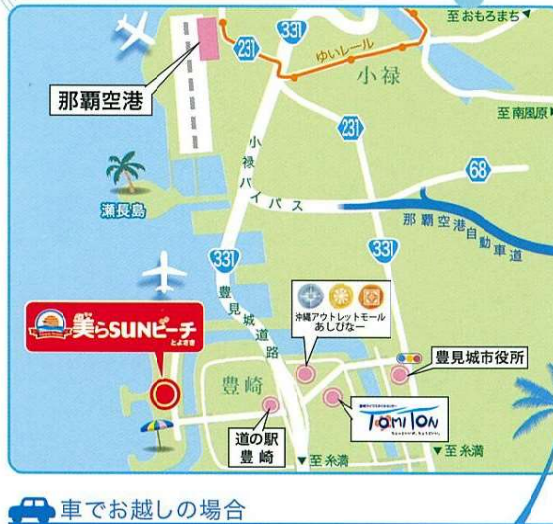 至おもろまち
331
231
ゆいレール
小禄
那覇空港
至南風原
231
小禄バイパス
68
瀬長島
那覇空港自動車道
331
331
豊見城道路
美らSUNビーチ
とよさき
沖縄アウトレットモール
あしびなー
豊見城市役所
豊崎
TOMITON
道の駅
豊崎
至糸満
至糸満
車でお越しの場合